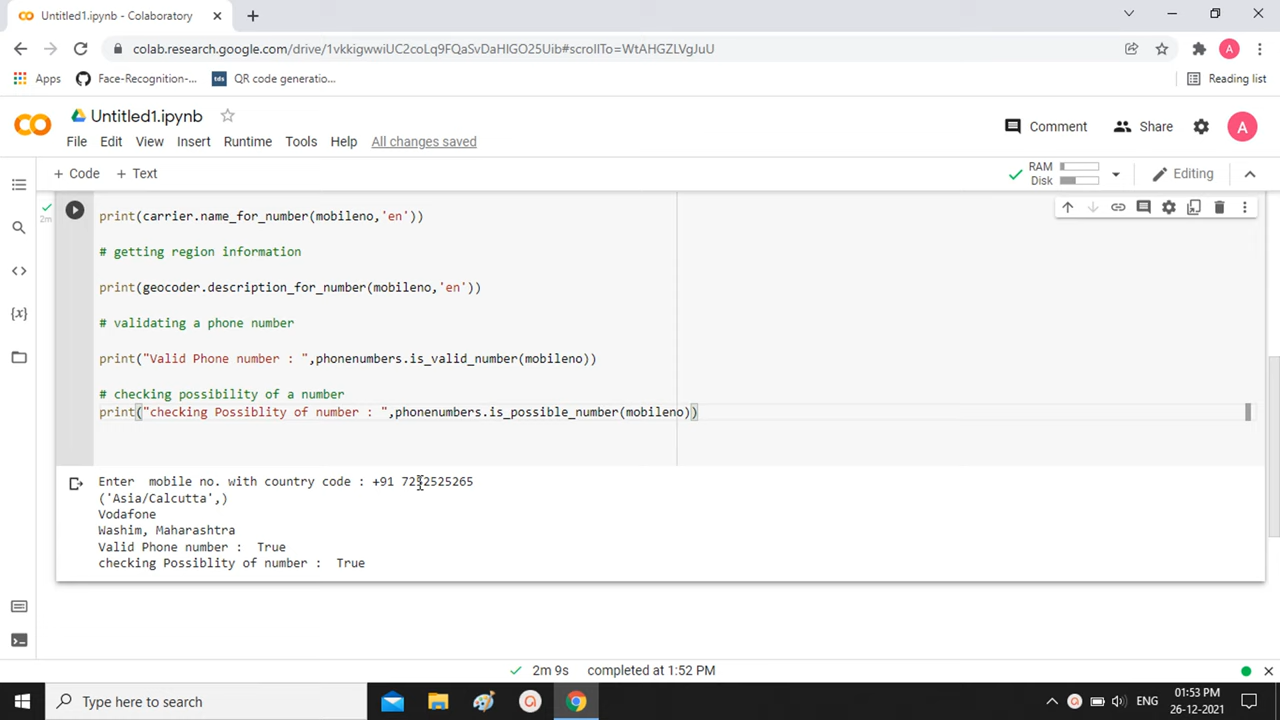 Untitled1.ipynb - Colaboratory
colab.research.google.com/drive/1vkkigwwiUC2coLq9FQaSvDaHIGO25Uib#scrollTo=WtAHGZLVgJuU
A
Apps
Face-Recognition-...
tds
QR code generatio...
Reading list
Untitled1.ipynb
File Edit View Insert Runtime Tools Help All changes saved
Comment
Share
A
+ Code + Text
RAM
Disk
Editing
2m
print(carrier.name_for_number(mobileno,'en'))
# getting region information
print(geocoder.description_for_number(mobileno,'en'))
# validating a phone number
print("Valid Phone number : ",phonenumbers.is_valid_number(mobileno))
# checking possibility of a number
print("checking Possiblity of number : ",phonenumbers.is_possible_number(mobileno))
Enter  mobile no. with country code : +91 7252525265
('Asia/Calcutta',)
Vodafone
Washim, Maharashtra
Valid Phone number :  True
checking Possiblity of number :  True
2m 9s completed at 1:52 PM
Type here to search
ENG
01:53 PM
26-12-2021